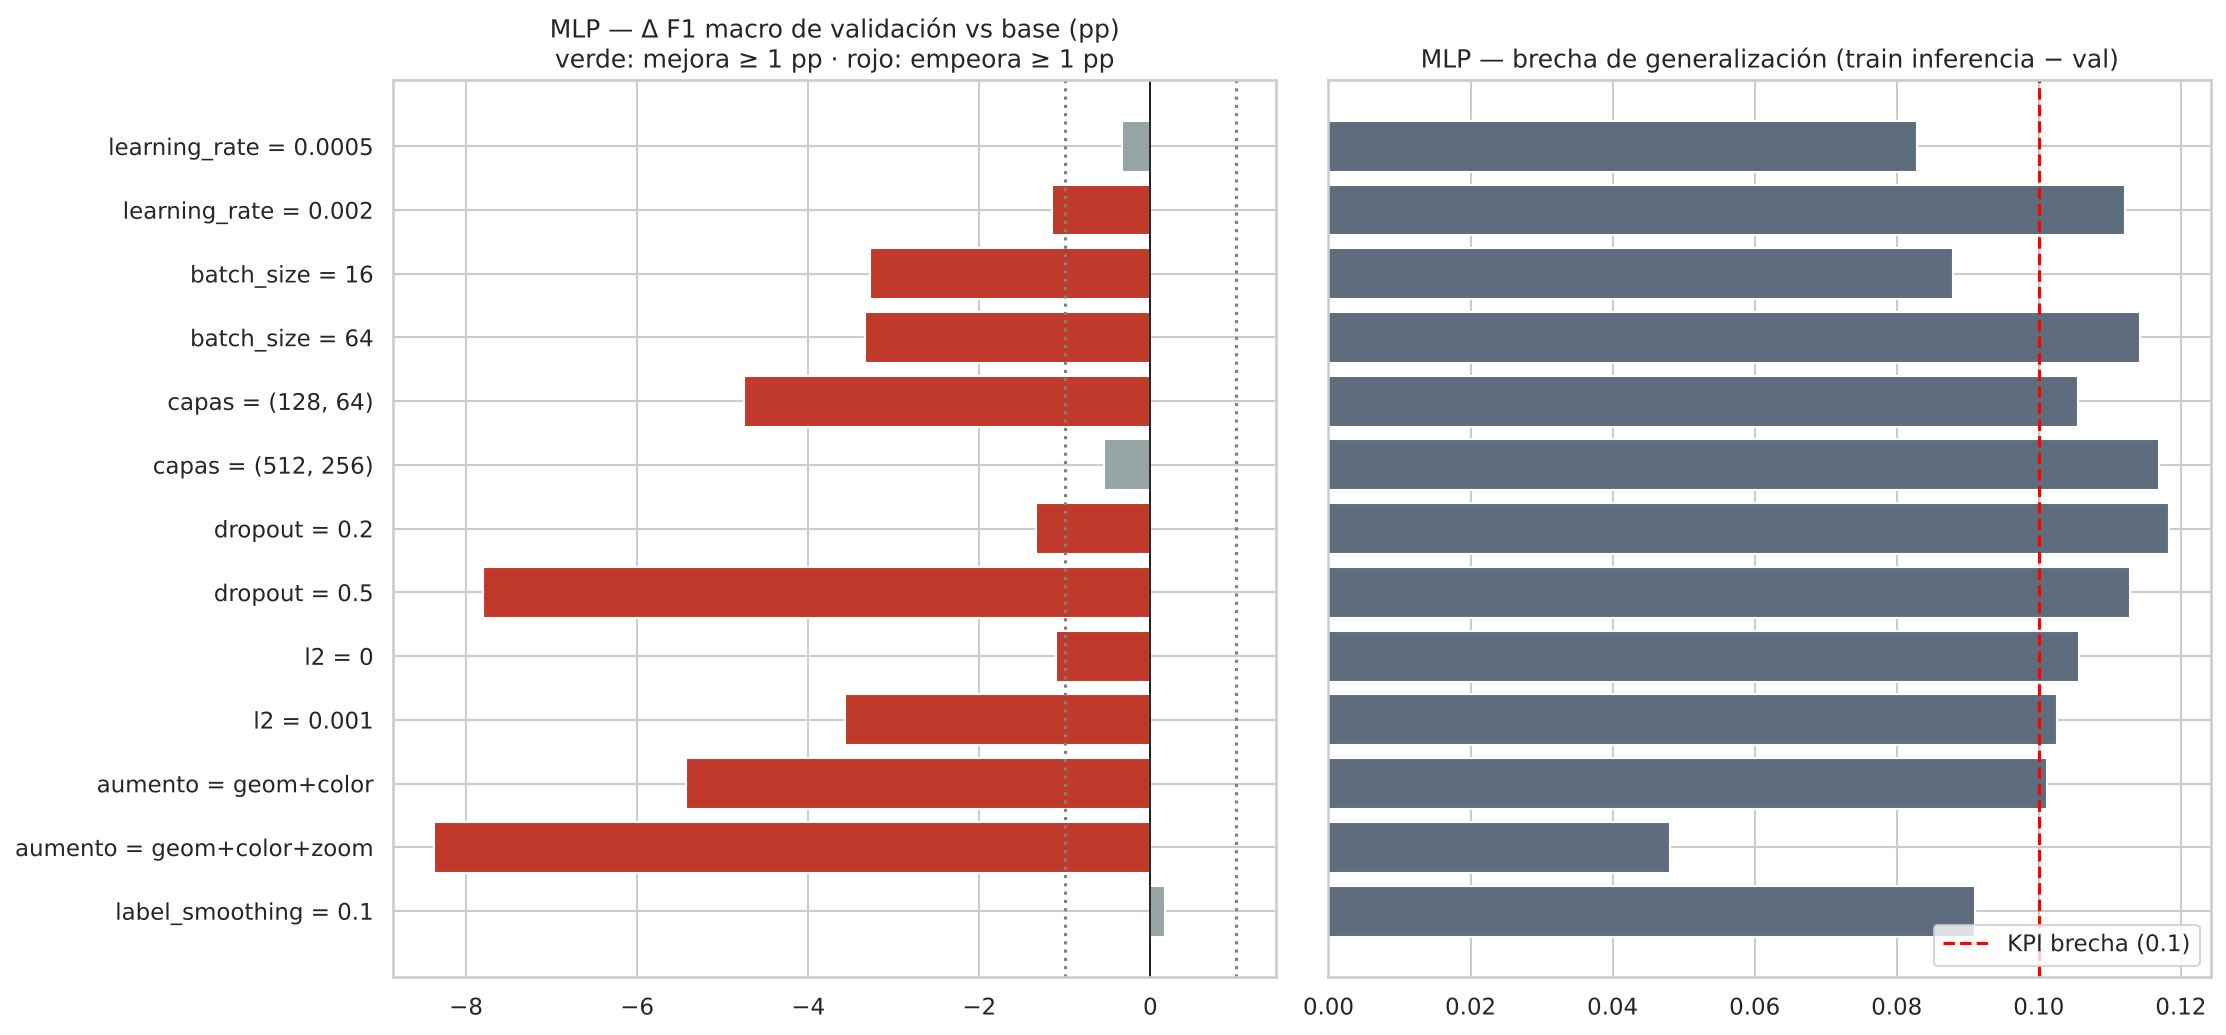 MLP — Δ F1 macro de validación vs base (pp)
verde: mejora ≥ 1 pp · rojo: empeora ≥ 1 pp
MLP — brecha de generalización (train inferencia − val)
learning_rate = 0.0005
learning_rate = 0.002
batch_size = 16
batch_size = 64
capas = (128, 64)
capas = (512, 256)
dropout = 0.2
dropout = 0.5
l2 = 0
l2 = 0.001
aumento = geom+color
aumento = geom+color+zoom
label_smoothing = 0.1
KPI brecha (0.1)
−8 −6 −4 −2 0
0.00 0.02 0.04 0.06 0.08 0.10 0.12